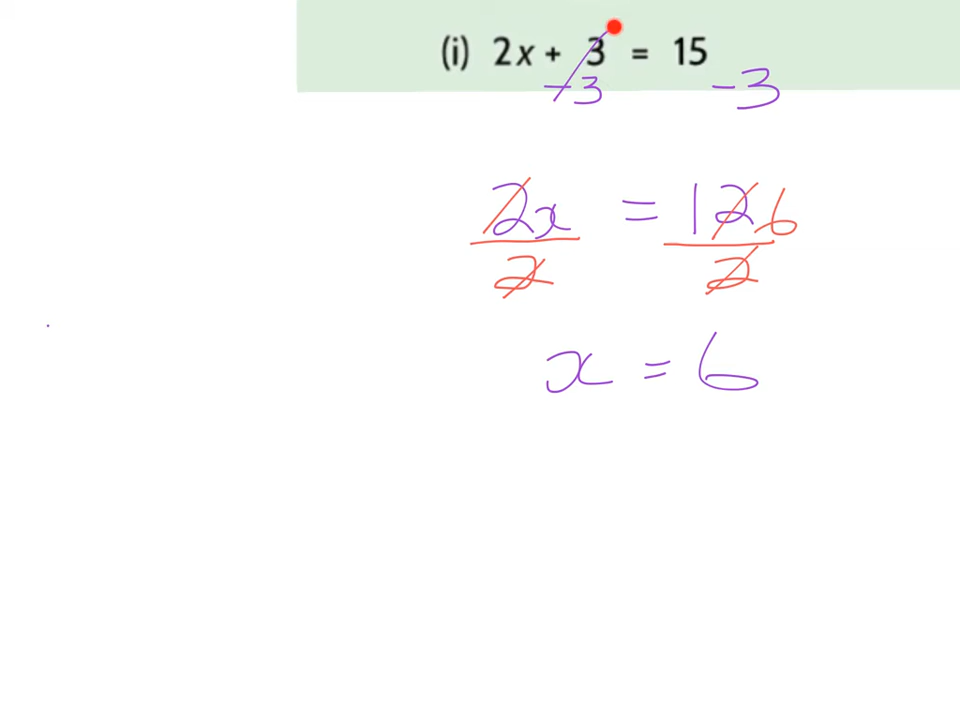 (i) 2x + 3 = 15
-3 -3
2x = 12 6
2 2
x = 6